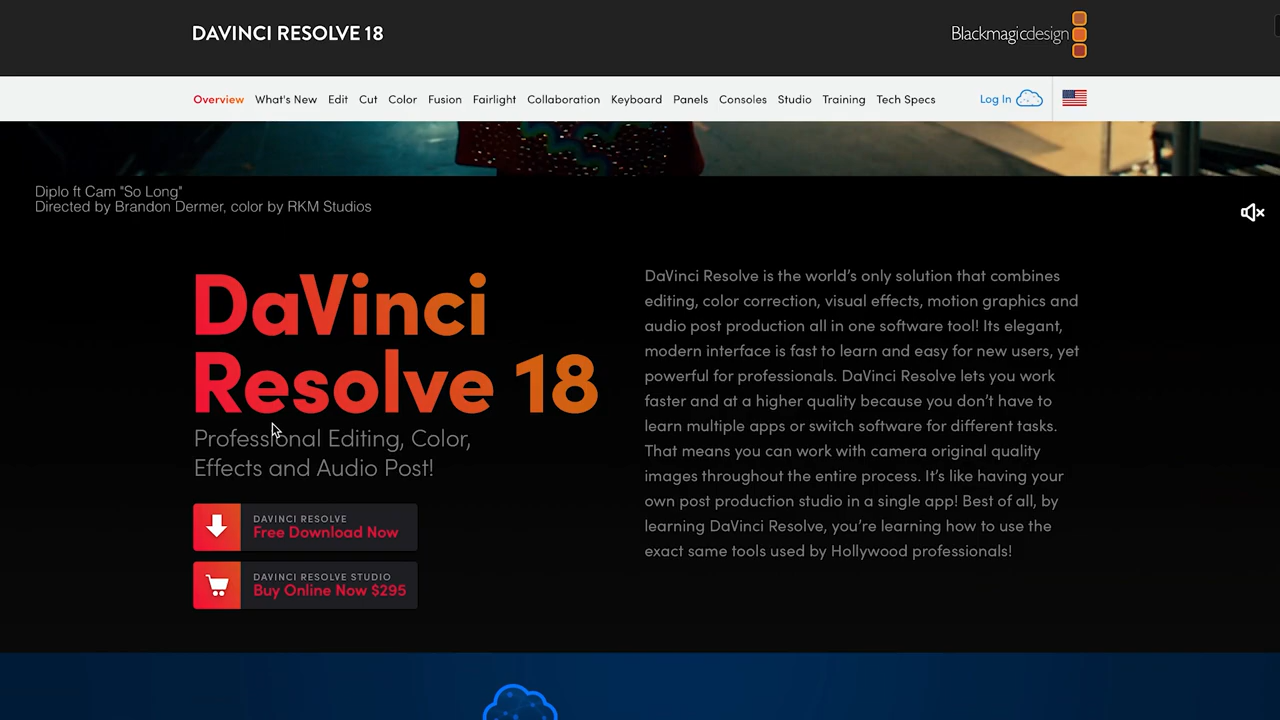 DAVINCI RESOLVE 18
Blackmagicdesign
Overview What's New Edit Cut Color Fusion Fairlight Collaboration Keyboard Panels Consoles Studio Training Tech Specs Log In
Diplo ft Cam "So Long"
Directed by Brandon Dermer, color by RKM Studios
DaVinci
Resolve 18
Professional Editing, Color,
Effects and Audio Post!
DAVINCI RESOLVE
Free Download Now
DAVINCI RESOLVE STUDIO
Buy Online Now $295
DaVinci Resolve is the world’s only solution that combines
editing, color correction, visual effects, motion graphics and
audio post production all in one software tool! Its elegant,
modern interface is fast to learn and easy for new users, yet
powerful for professionals. DaVinci Resolve lets you work
faster and at a higher quality because you don’t have to
learn multiple apps or switch software for different tasks.
That means you can work with camera original quality
images throughout the entire process. It’s like having your
own post production studio in a single app! Best of all, by
learning DaVinci Resolve, you’re learning how to use the
exact same tools used by Hollywood professionals!